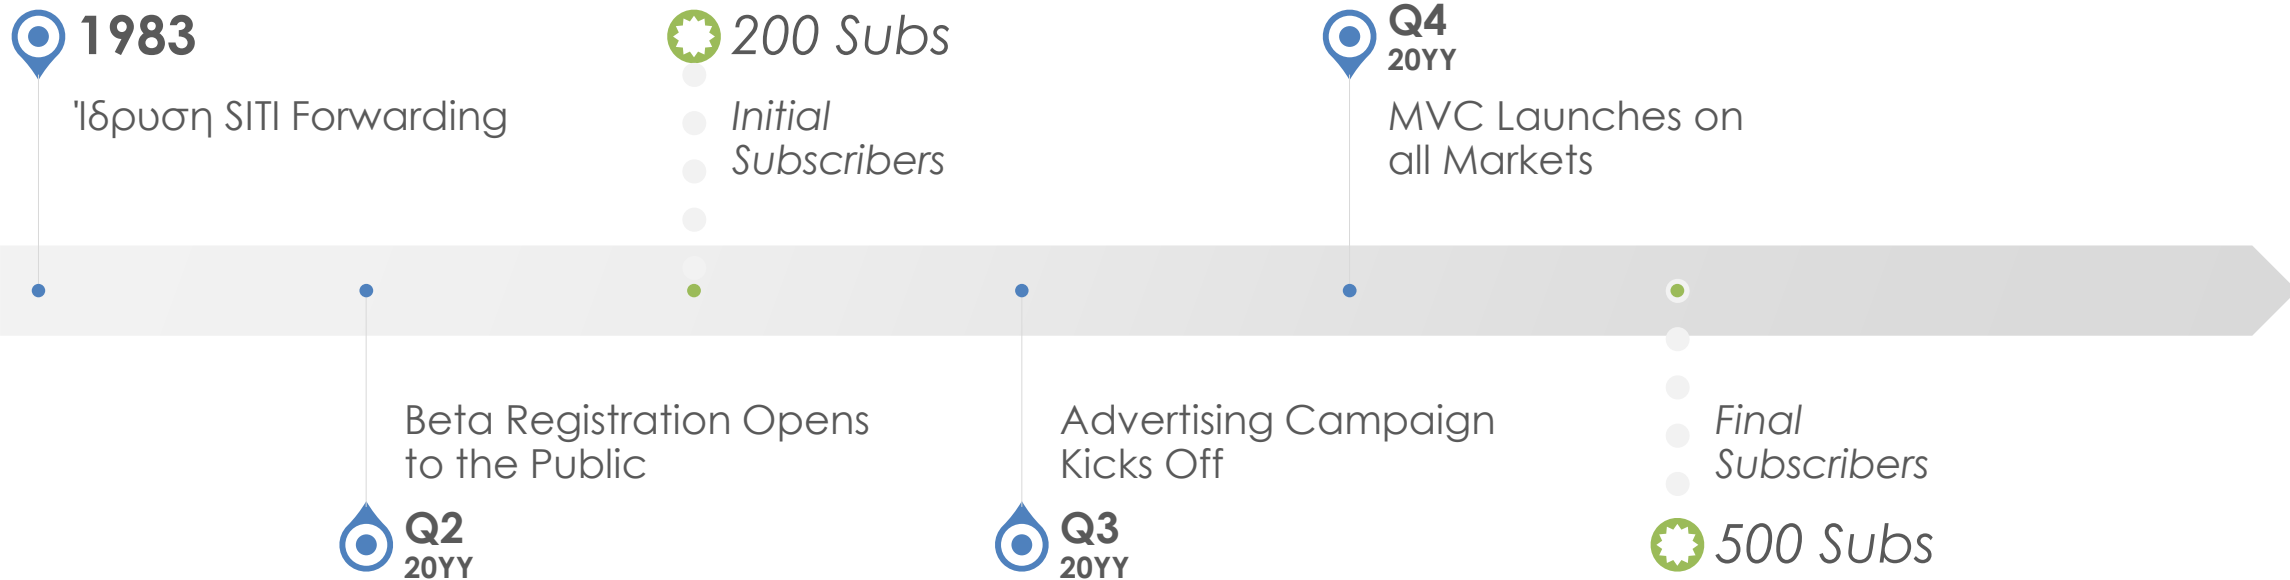 1983
Ίδρυση SITI Forwarding
200 Subs
Initial
Subscribers
Q4
20YY
MVC Launches on
all Markets
Beta Registration Opens
to the Public
Q2
20YY
Advertising Campaign
Kicks Off
Q3
20YY
Final
Subscribers
500 Subs